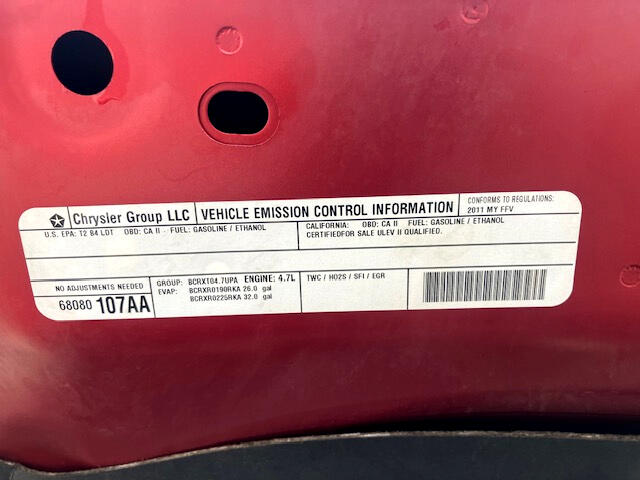 Chrysler Group LLC
VEHICLE EMISSION CONTROL INFORMATION
CONFORMS TO REGULATIONS:
2011 MY FFV
U.S. EPA: T2 B4 LDT OBD: CA II FUEL: GASOLINE / ETHANOL
CALIFORNIA: OBD: CA II FUEL: GASOLINE / ETHANOL
CERTIFIEDFOR SALE ULEV II QUALIFIED.
NO ADJUSTMENTS NEEDED
68080 107AA
GROUP: BCRXT04.7UPA ENGINE: 4.7L
EVAP: BCRXR0190RKA 26.0 gal
BCRXR0225RKA 32.0 gal
TWC / HO2S / SFI / EGR